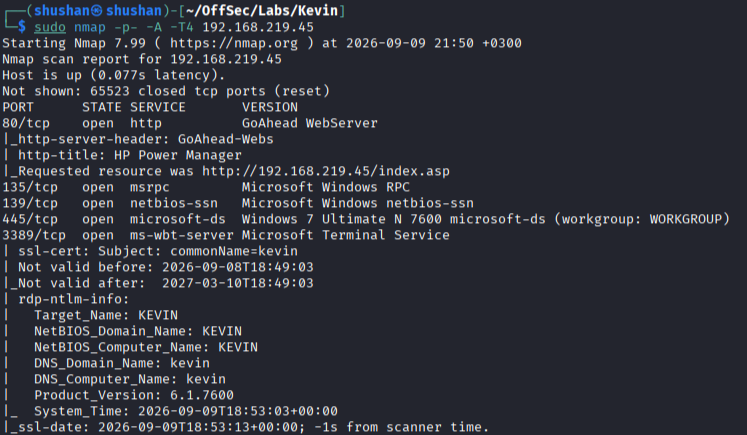 ┌──(shushan㉿shushan)-[~/OffSec/Labs/Kevin]
└─$ sudo nmap -p- -A -T4 192.168.219.45
Starting Nmap 7.99 ( https://nmap.org ) at 2026-09-09 21:50 +0300
Nmap scan report for 192.168.219.45
Host is up (0.077s latency).
Not shown: 65523 closed tcp ports (reset)
PORT      STATE SERVICE       VERSION
80/tcp    open  http          GoAhead WebServer
|_http-server-header: GoAhead-Webs
| http-title: HP Power Manager
|_Requested resource was http://192.168.219.45/index.asp
135/tcp   open  msrpc         Microsoft Windows RPC
139/tcp   open  netbios-ssn   Microsoft Windows netbios-ssn
445/tcp   open  microsoft-ds  Windows 7 Ultimate N 7600 microsoft-ds (workgroup: WORKGROUP)
3389/tcp  open  ms-wbt-server Microsoft Terminal Service
| ssl-cert: Subject: commonName=kevin
| Not valid before: 2026-09-08T18:49:03
|_Not valid after:  2027-03-10T18:49:03
| rdp-ntlm-info:
|   Target_Name: KEVIN
|   NetBIOS_Domain_Name: KEVIN
|   NetBIOS_Computer_Name: KEVIN
|   DNS_Domain_Name: kevin
|   DNS_Computer_Name: kevin
|   Product_Version: 6.1.7600
|_  System_Time: 2026-09-09T18:53:03+00:00
|_ssl-date: 2026-09-09T18:53:13+00:00; -1s from scanner time.